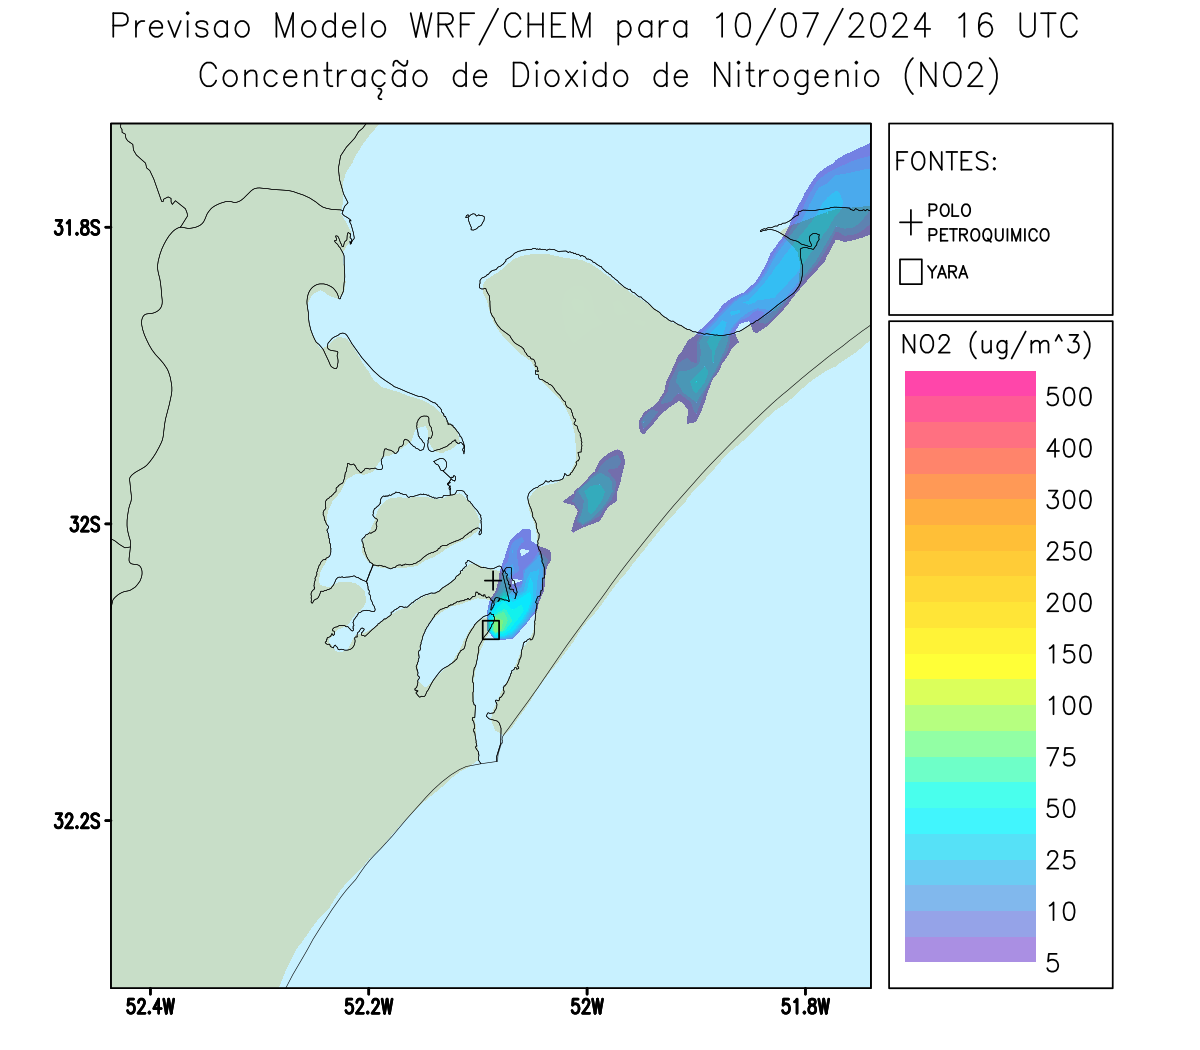 Previsao Modelo WRF/CHEM para 10/07/2024 16 UTC
Concentração de Dioxido de Nitrogenio (NO2)
FONTES:
POLO
PETROQUIMICO
YARA
31.8S
32S
32.2S
52.4W
52.2W
52W
51.8W
NO2 (ug/m^3)
500
400
300
250
200
150
100
75
50
25
10
5